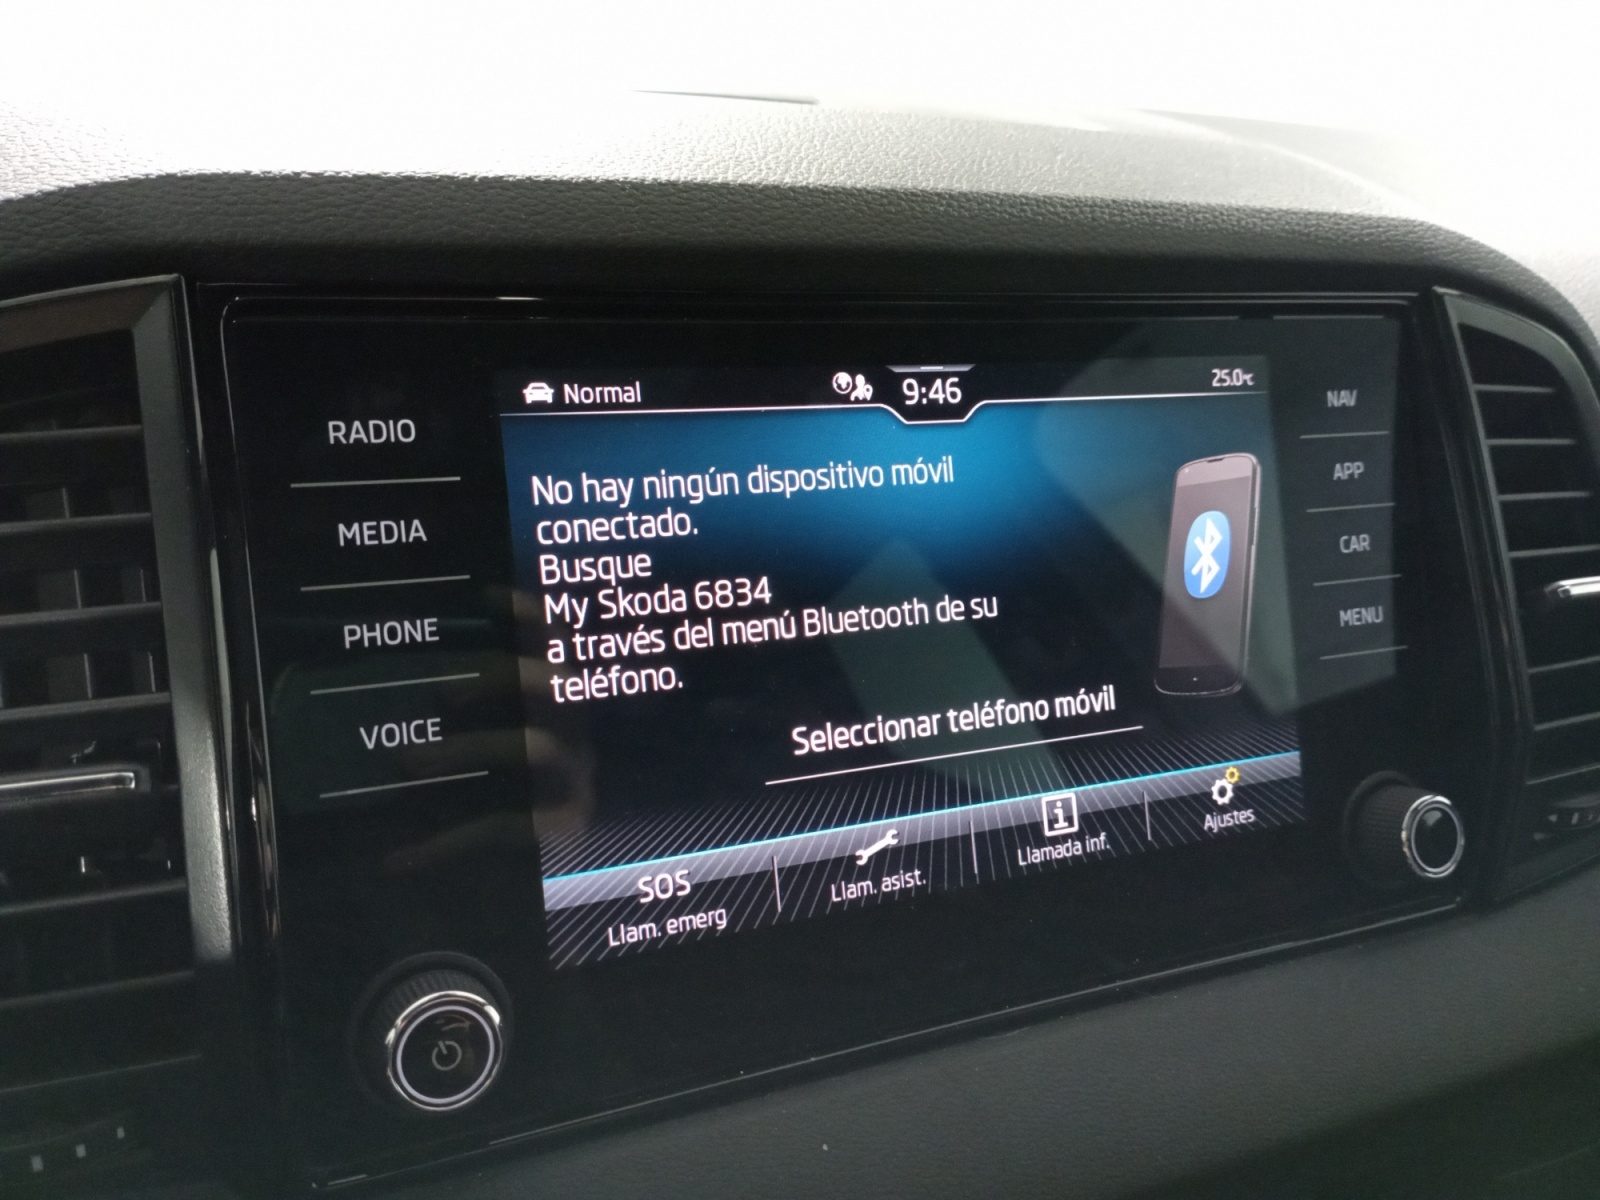 Normal
9:46
25.0°C
RADIO
MEDIA
PHONE
VOICE
No hay ningún dispositivo móvil
conectado.
Busque
My Skoda 6834
a través del menú Bluetooth de su
teléfono.
Seleccionar teléfono móvil
SOS
Llam. emerg
Llam. asist.
i
Llamada inf.
Ajustes
NAV
APP
CAR
MENU